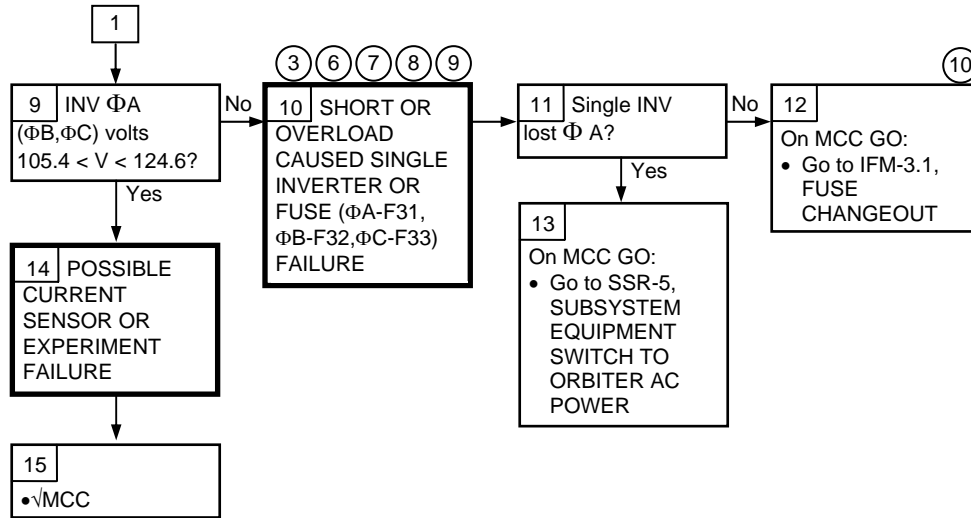 1
9 INV ΦA
(ΦB,ΦC) volts
105.4 < V < 124.6?
No
Yes
3 6 7 8 9
10 SHORT OR
OVERLOAD
CAUSED SINGLE
INVERTER OR
FUSE (ΦA-F31,
ΦB-F32,ΦC-F33)
FAILURE
11 Single INV
lost Φ A?
No
Yes
10
12
On MCC GO:
• Go to IFM-3.1,
FUSE
CHANGEOUT
13
On MCC GO:
• Go to SSR-5,
SUBSYSTEM
EQUIPMENT
SWITCH TO
ORBITER AC
POWER
14 POSSIBLE
CURRENT
SENSOR OR
EXPERIMENT
FAILURE
15
•√MCC